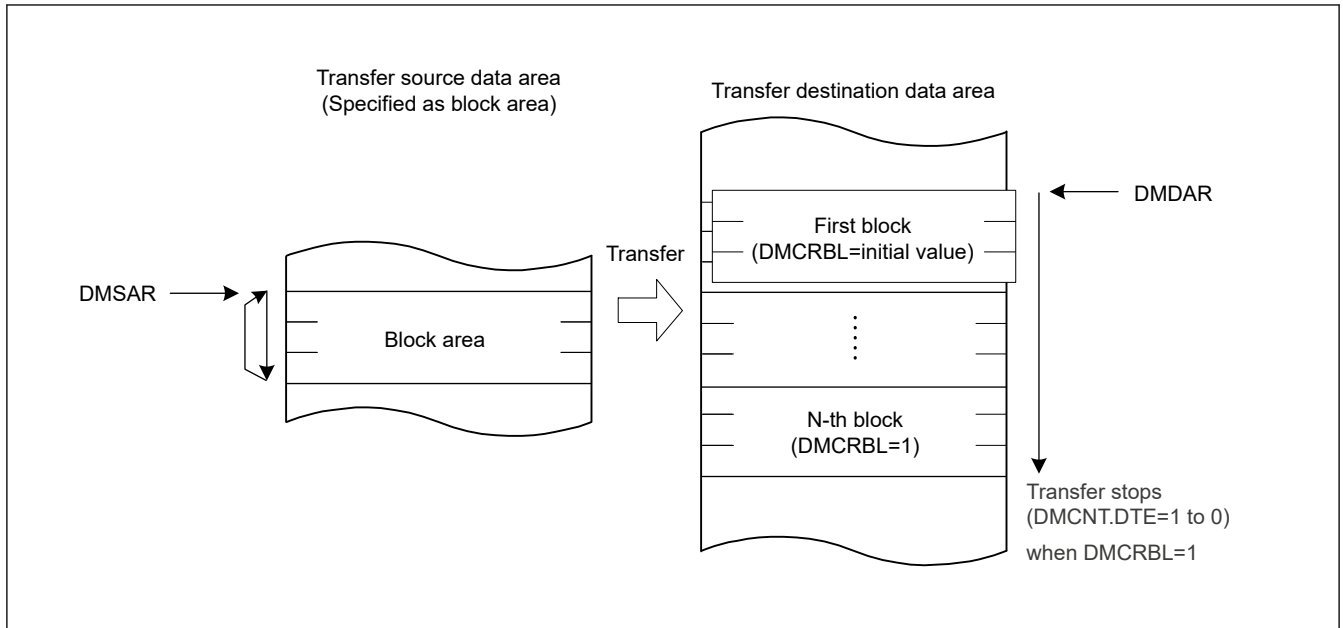 Transfer source data area
(Specified as block area)
Transfer destination data area
DMDAR
First block
(DMCRBL=initial value)
Transfer
DMSAR
Block area
N-th block
(DMCRBL=1)
Transfer stops
(DMCNT.DTE=1 to 0)
when DMCRBL=1